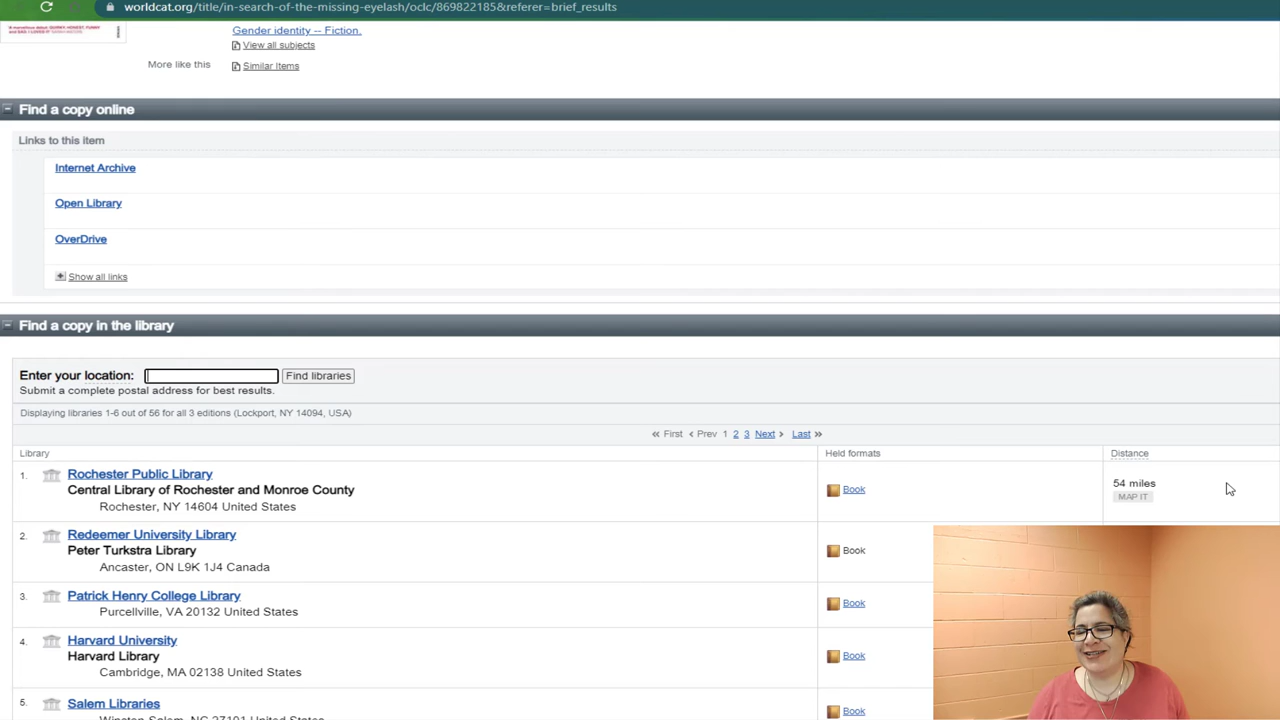 worldcat.org/title/in-search-of-the-missing-eyelash/oclc/869822185&referer=brief_results
Gender identity -- Fiction.
View all subjects
More like this
Similar Items
Find a copy online
Links to this item
Internet Archive
Open Library
OverDrive
Show all links
Find a copy in the library
Enter your location:
Find libraries
Submit a complete postal address for best results.
Displaying libraries 1-6 out of 56 for all 3 editions (Lockport, NY 14094, USA)
« First ‹ Prev 1 2 3 Next › Last »
Library Held formats Distance
1. Rochester Public Library
Central Library of Rochester and Monroe County
Rochester, NY 14604 United States
Book
54 miles
MAP IT
2. Redeemer University Library
Peter Turkstra Library
Ancaster, ON L9K 1J4 Canada
Book
3. Patrick Henry College Library
Purcellville, VA 20132 United States
Book
4. Harvard University
Harvard Library
Cambridge, MA 02138 United States
Book
5. Salem Libraries
Winston-Salem, NC 27101 United States
Book